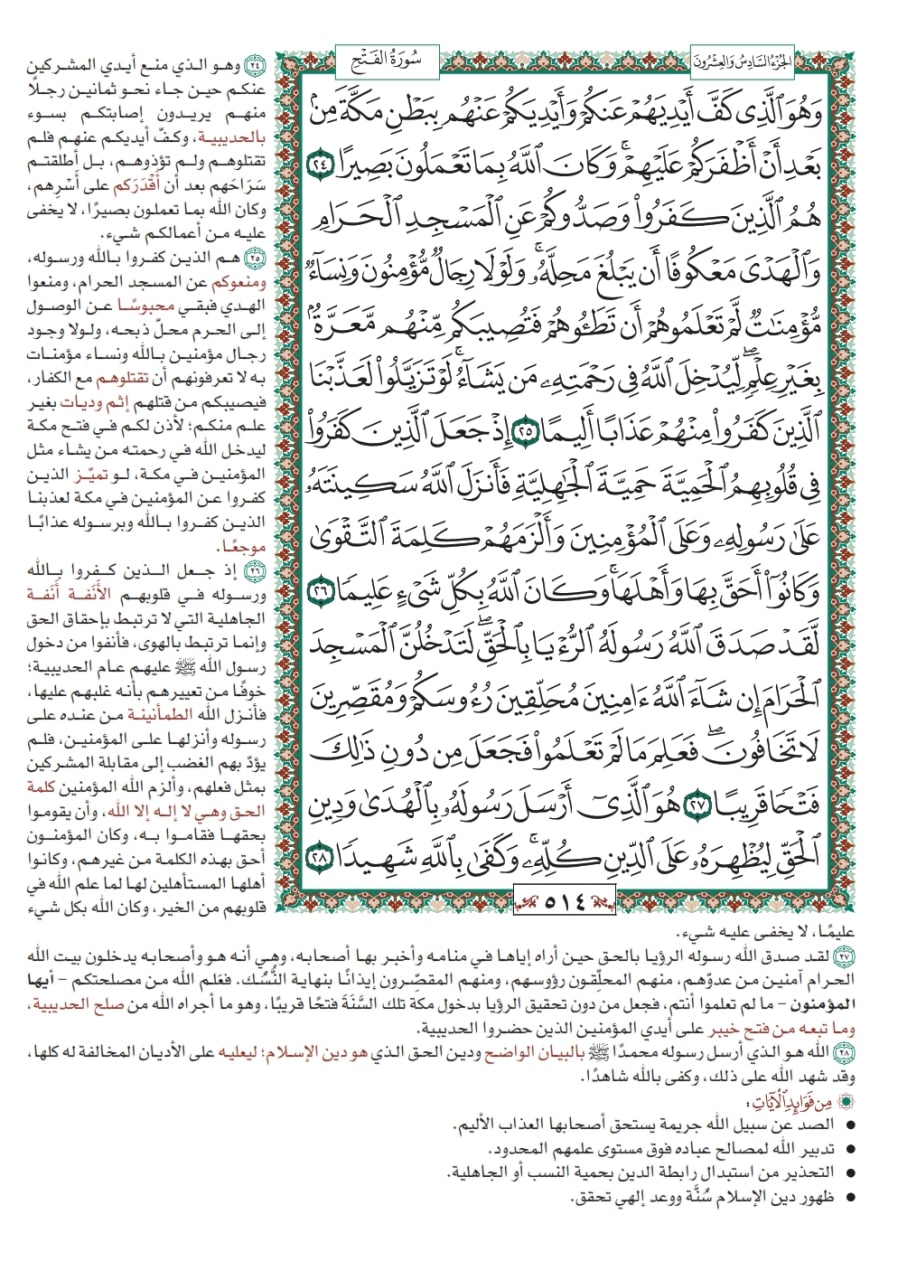 الجُزْءُ السَّادِسُ وَالعِشْرُونَ
سُورَةُ الفَتْحِ
وَهُوَ ٱلَّذِى كَفَّ أَيْدِيَهُمْ عَنكُمْ وَأَيْدِيَكُمْ عَنْهُم بِبَطْنِ مَكَّةَ مِنۢ
بَعْدِ أَنْ أَظْفَرَكُمْ عَلَيْهِمْۚ وَكَانَ ٱللَّهُ بِمَا تَعْمَلُونَ بَصِيرًا ٢٤
هُمُ ٱلَّذِينَ كَفَرُوا۟ وَصَدُّوكُمْ عَنِ ٱلْمَسْجِدِ ٱلْحَرَامِ
وَٱلْهَدْىَ مَعْكُوفًا أَن يَبْلُغَ مَحِلَّهُۥۚ وَلَوْلَا رِجَالٌ مُّؤْمِنُونَ وَنِسَآءٌ
مُّؤْمِنَـٰتٌ لَّمْ تَعْلَمُوهُمْ أَن تَطَـُٔوهُمْ فَتُصِيبَكُم مِّنْهُم مَّعَرَّةٌۢ
بِغَيْرِ عِلْمٍۖ لِّيُدْخِلَ ٱللَّهُ فِى رَحْمَتِهِۦ مَن يَشَآءُۚ لَوْ تَزَيَّلُوا۟ لَعَذَّبْنَا
ٱلَّذِينَ كَفَرُوا۟ مِنْهُمْ عَذَابًا أَلِيمًا ٢٥ إِذْ جَعَلَ ٱلَّذِينَ كَفَرُوا۟
فِى قُلُوبِهِمُ ٱلْحَمِيَّةَ حَمِيَّةَ ٱلْجَـٰهِلِيَّةِ فَأَنزَلَ ٱللَّهُ سَكِينَتَهُۥ
عَلَىٰ رَسُولِهِۦ وَعَلَى ٱلْمُؤْمِنِينَ وَأَلْزَمَهُمْ كَلِمَةَ ٱلتَّقْوَىٰ
وَكَانُوٓا۟ أَحَقَّ بِهَا وَأَهْلَهَاۚ وَكَانَ ٱللَّهُ بِكُلِّ شَىْءٍ عَلِيمًا ٢٦
لَّقَدْ صَدَقَ ٱللَّهُ رَسُولَهُ ٱلرُّءْيَا بِٱلْحَقِّۖ لَتَدْخُلُنَّ ٱلْمَسْجِدَ
ٱلْحَرَامَ إِن شَآءَ ٱللَّهُ ءَامِنِينَ مُحَلِّقِينَ رُءُوسَكُمْ وَمُقَصِّرِينَ
لَا تَخَافُونَۖ فَعَلِمَ مَا لَمْ تَعْلَمُوا۟ فَجَعَلَ مِن دُونِ ذَٰلِكَ
فَتْحًا قَرِيبًا ٢٧ هُوَ ٱلَّذِىٓ أَرْسَلَ رَسُولَهُۥ بِٱلْهُدَىٰ وَدِينِ
ٱلْحَقِّ لِيُظْهِرَهُۥ عَلَى ٱلدِّينِ كُلِّهِۦۚ وَكَفَىٰ بِٱللَّهِ شَهِيدًا ٢٨
٥١٤
٢٤ وهو الذي منع أيدي المشركين
عنكم حين جاء نحو ثمانين رجلًا
منهم يريدون إصابتكم بسوء
بالحديبية، وكفّ أيديكم عنهم فلم
تقتلوهم ولم تؤذوهم، بل أطلقتم
سَرَاحَهم بعد أن أَقْدَرَكم على أَسْرِهم،
وكان الله بما تعملون بصيرًا، لا يخفى
عليه من أعمالكم شيء.
٢٥ هم الذين كفروا بالله ورسوله،
ومنعوكم عن المسجد الحرام، ومنعوا
الهدي فبقي محبوسًا عن الوصول
إلى الحرم محلّ ذبحه، ولولا وجود
رجال مؤمنين بالله ونساء مؤمنات
به لا تعرفونهم أن تقتلوهم مع الكفار،
فيصيبكم من قتلهم إثم وديات بغير
علم منكم؛ لأذن لكم في فتح مكة
ليدخل الله في رحمته من يشاء مثل
المؤمنين في مكة، لو تميّز الذين
كفروا عن المؤمنين في مكة لعذبنا
الذين كفروا بالله وبرسوله عذابًا
موجعًا.
٢٦ إذ جعل الذين كفروا بالله
ورسوله في قلوبهم الأَنَفة أَنَفة
الجاهلية التي لا ترتبط بإحقاق الحق
وإنما ترتبط بالهوى، فأنفوا من دخول
رسول الله ﷺ عليهم عام الحديبية؛
خوفًا من تعييرهم بأنه غلبهم عليها،
فأنزل الله الطمأنينة من عنده على
رسوله وأنزلها على المؤمنين، فلم
يؤدّ بهم الغضب إلى مقابلة المشركين
بمثل فعلهم، وألزم الله المؤمنين كلمة
الحق وهي لا إله إلا الله، وأن يقوموا
بحقها فقاموا به، وكان المؤمنون
أحق بهذه الكلمة من غيرهم، وكانوا
أهلها المستأهلين لها لما علم الله في
قلوبهم من الخير، وكان الله بكل شيء
عليمًا، لا يخفى عليه شيء.
٢٧ لقد صدق الله رسوله الرؤيا بالحق حين أراه إياها في منامه وأخبر بها أصحابه، وهي أنه هو وأصحابه يدخلون بيت الله
الحرام آمنين من عدوّهم، منهم المحلّقون رؤوسهم، ومنهم المقصّرون إيذانًا بنهاية النُّسُك. فعَلم الله من مصلحتكم - أيها
المؤمنون - ما لم تعلموا أنتم، فجعل من دون تحقيق الرؤيا بدخول مكة تلك السَّنَةَ فتحًا قريبًا، وهو ما أجراه الله من صلح الحديبية،
وما تبعه من فتح خيبر على أيدي المؤمنين الذين حضروا الحديبية.
٢٨ الله هو الذي أرسل رسوله محمدًا ﷺ بالبيان الواضح ودين الحق الذي هو دين الإسلام؛ ليعليه على الأديان المخالفة له كلها،
وقد شهد الله على ذلك، وكفى بالله شاهدًا.
مِن فَوَائِدِ الآيَاتِ:
• الصد عن سبيل الله جريمة يستحق أصحابها العذاب الأليم.
• تدبير الله لمصالح عباده فوق مستوى علمهم المحدود.
• التحذير من استبدال رابطة الدين بحمية النسب أو الجاهلية.
• ظهور دين الإسلام سُنَّة ووعد إلهي تحقق.